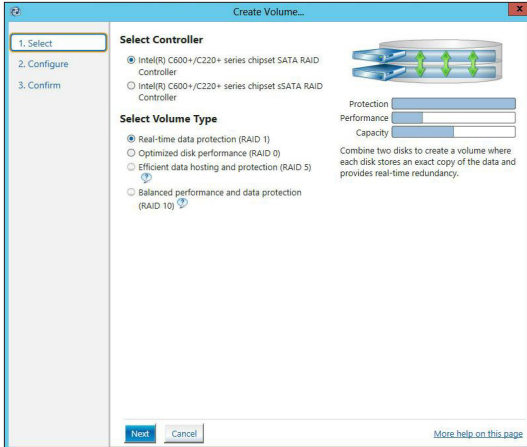 Create Volume...
x
1. Select
2. Configure
3. Confirm
Select Controller
Intel(R) C600+/C220+ series chipset SATA RAID
Controller
Intel(R) C600+/C220+ series chipset sSATA RAID
Controller
Select Volume Type
Real-time data protection (RAID 1)
Optimized disk performance (RAID 0)
Efficient data hosting and protection (RAID 5)
?
Balanced performance and data protection
(RAID 10) ?
Protection
Performance
Capacity
Combine two disks to create a volume where
each disk stores an exact copy of the data and
provides real-time redundancy.
Next
Cancel
More help on this page